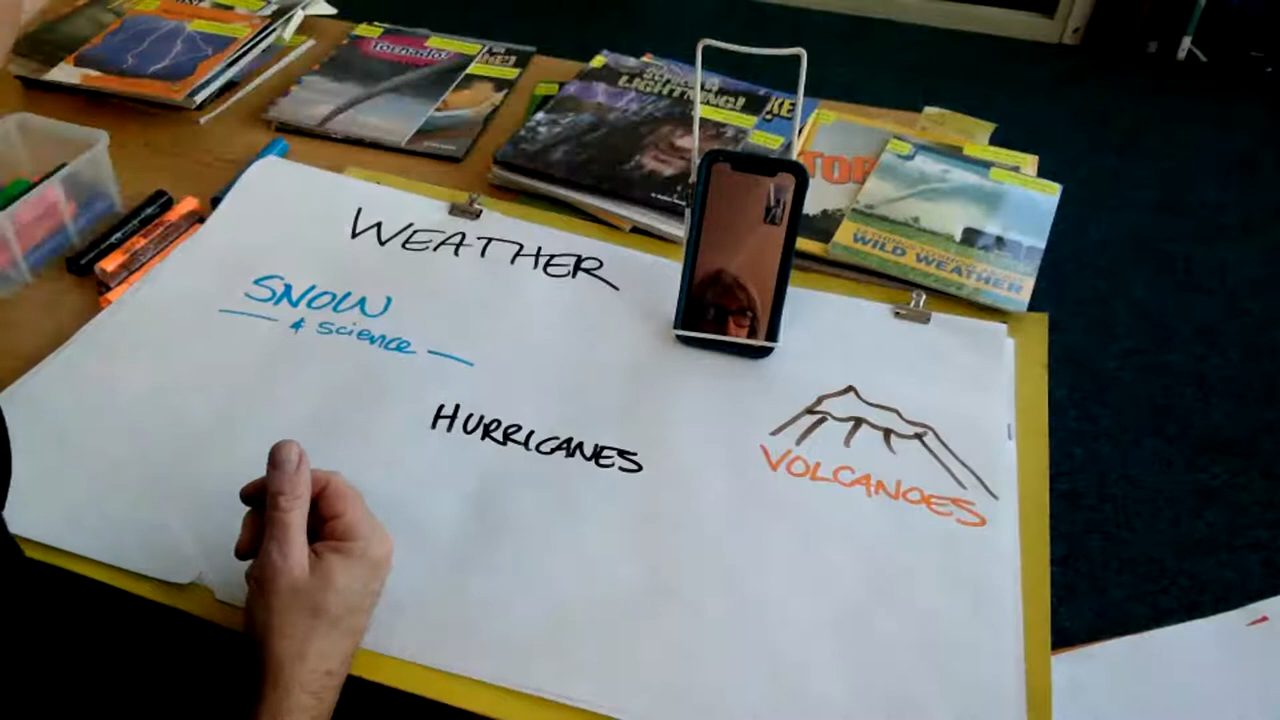 Tornado!
LIGHTNING!
WILD WEATHER
WEATHER
SNOW
& science
HURRICANES
VOLCANOES